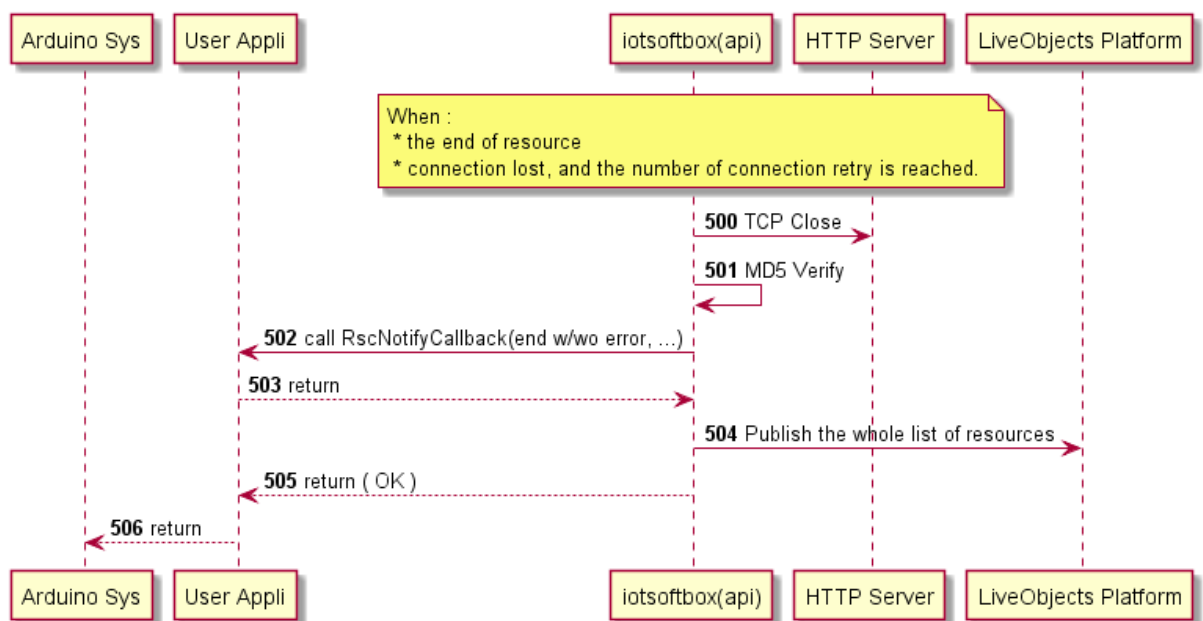 Arduino Sys User Appli iotsoftbox(api) HTTP Server LiveObjects Platform
When :
* the end of resource
* connection lost, and the number of connection retry is reached.
500 TCP Close
501 MD5 Verify
502 call RscNotifyCallback(end w/wo error, ...)
503 return
504 Publish the whole list of resources
505 return ( OK )
506 return
Arduino Sys User Appli iotsoftbox(api) HTTP Server LiveObjects Platform